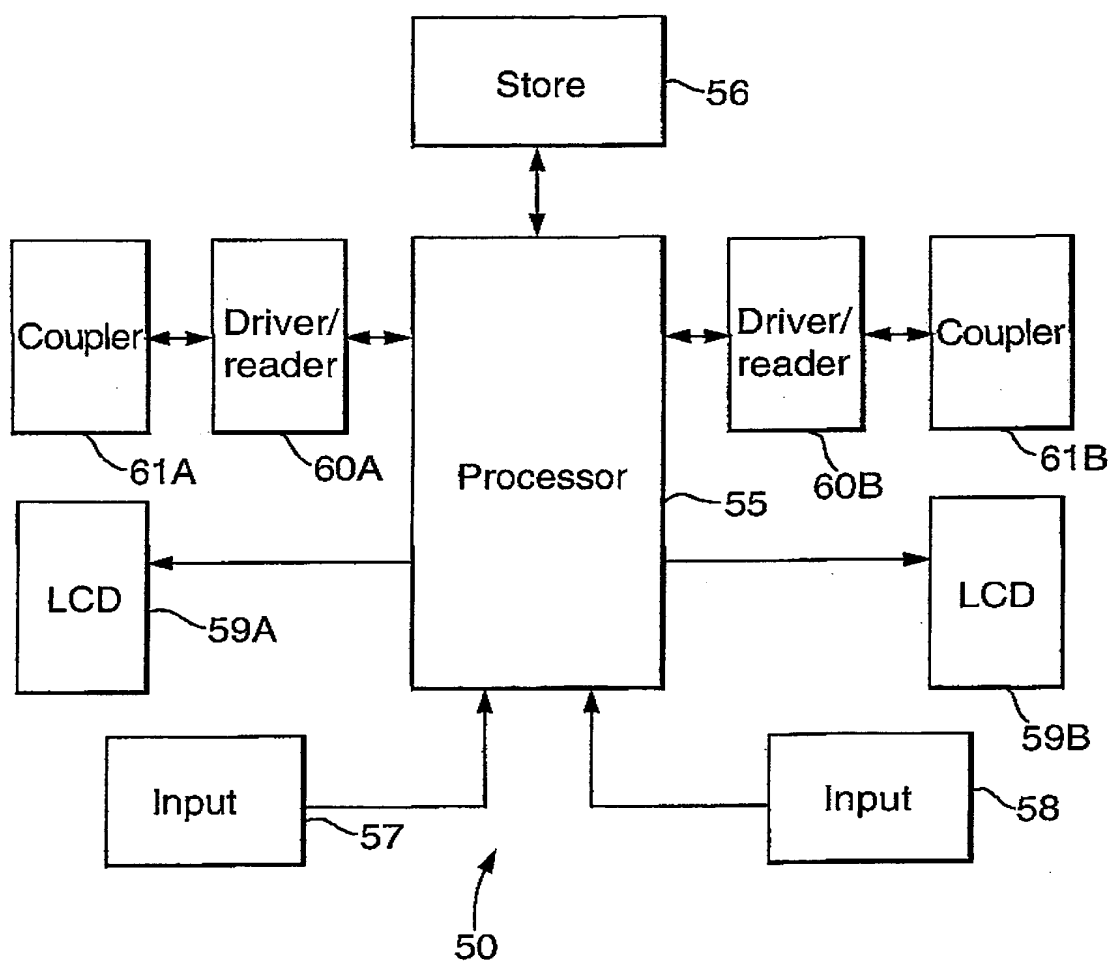 Store
56
Coupler
Driver/
reader
Driver/
reader
Coupler
61A
60A
Processor
60B
61B
55
LCD
59A
LCD
59B
Input
57
Input
58
50